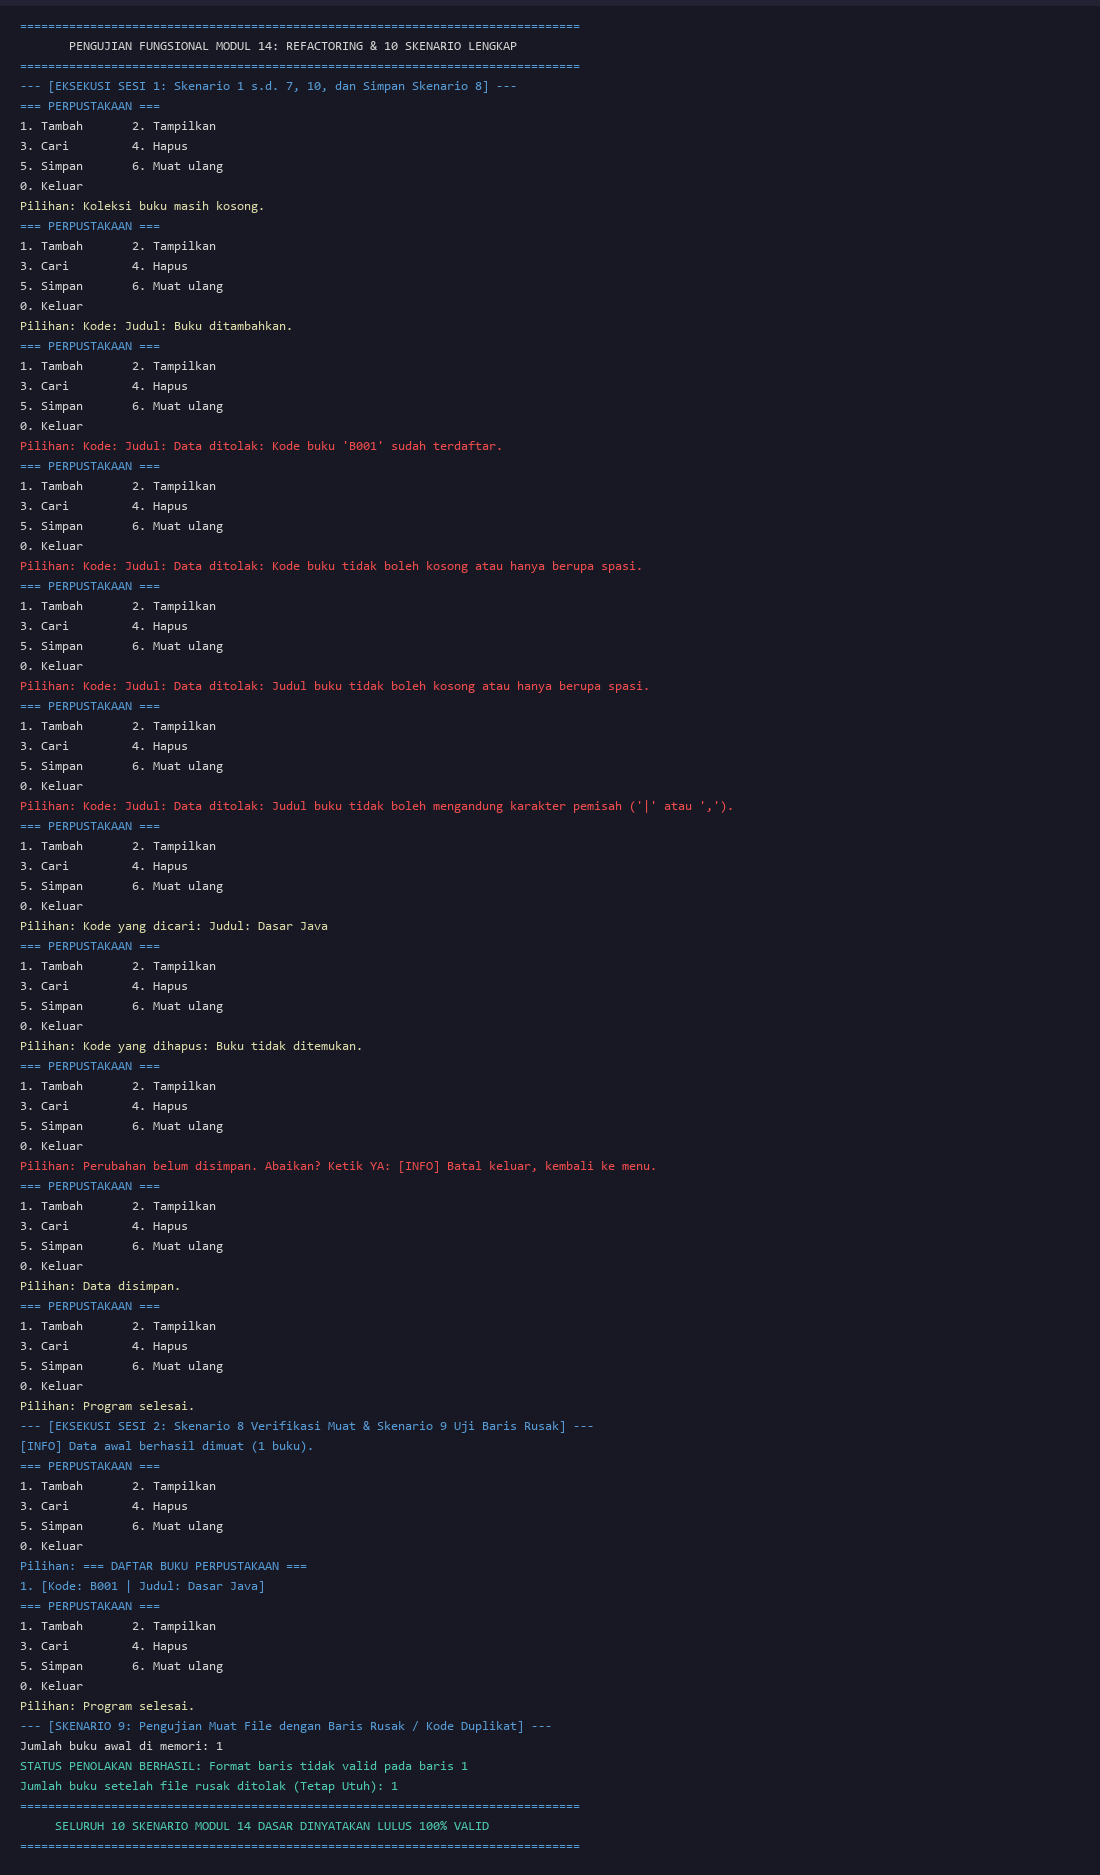 ================================================================================
       PENGUJIAN FUNGSIONAL MODUL 14: REFACTORING & 10 SKENARIO LENGKAP
================================================================================
--- [EKSEKUSI SESI 1: Skenario 1 s.d. 7, 10, dan Simpan Skenario 8] ---
=== PERPUSTAKAAN ===
1. Tambah       2. Tampilkan
3. Cari         4. Hapus
5. Simpan       6. Muat ulang
0. Keluar
Pilihan: Koleksi buku masih kosong.
=== PERPUSTAKAAN ===
1. Tambah       2. Tampilkan
3. Cari         4. Hapus
5. Simpan       6. Muat ulang
0. Keluar
Pilihan: Kode: Judul: Buku ditambahkan.
=== PERPUSTAKAAN ===
1. Tambah       2. Tampilkan
3. Cari         4. Hapus
5. Simpan       6. Muat ulang
0. Keluar
Pilihan: Kode: Judul: Data ditolak: Kode buku 'B001' sudah terdaftar.
=== PERPUSTAKAAN ===
1. Tambah       2. Tampilkan
3. Cari         4. Hapus
5. Simpan       6. Muat ulang
0. Keluar
Pilihan: Kode: Judul: Data ditolak: Kode buku tidak boleh kosong atau hanya berupa spasi.
=== PERPUSTAKAAN ===
1. Tambah       2. Tampilkan
3. Cari         4. Hapus
5. Simpan       6. Muat ulang
0. Keluar
Pilihan: Kode: Judul: Data ditolak: Judul buku tidak boleh kosong atau hanya berupa spasi.
=== PERPUSTAKAAN ===
1. Tambah       2. Tampilkan
3. Cari         4. Hapus
5. Simpan       6. Muat ulang
0. Keluar
Pilihan: Kode: Judul: Data ditolak: Judul buku tidak boleh mengandung karakter pemisah ('|' atau ',').
=== PERPUSTAKAAN ===
1. Tambah       2. Tampilkan
3. Cari         4. Hapus
5. Simpan       6. Muat ulang
0. Keluar
Pilihan: Kode yang dicari: Judul: Dasar Java
=== PERPUSTAKAAN ===
1. Tambah       2. Tampilkan
3. Cari         4. Hapus
5. Simpan       6. Muat ulang
0. Keluar
Pilihan: Kode yang dihapus: Buku tidak ditemukan.
=== PERPUSTAKAAN ===
1. Tambah       2. Tampilkan
3. Cari         4. Hapus
5. Simpan       6. Muat ulang
0. Keluar
Pilihan: Perubahan belum disimpan. Abaikan? Ketik YA: [INFO] Batal keluar, kembali ke menu.
=== PERPUSTAKAAN ===
1. Tambah       2. Tampilkan
3. Cari         4. Hapus
5. Simpan       6. Muat ulang
0. Keluar
Pilihan: Data disimpan.
=== PERPUSTAKAAN ===
1. Tambah       2. Tampilkan
3. Cari         4. Hapus
5. Simpan       6. Muat ulang
0. Keluar
Pilihan: Program selesai.
--- [EKSEKUSI SESI 2: Skenario 8 Verifikasi Muat & Skenario 9 Uji Baris Rusak] ---
[INFO] Data awal berhasil dimuat (1 buku).
=== PERPUSTAKAAN ===
1. Tambah       2. Tampilkan
3. Cari         4. Hapus
5. Simpan       6. Muat ulang
0. Keluar
Pilihan: === DAFTAR BUKU PERPUSTAKAAN ===
1. [Kode: B001 | Judul: Dasar Java]
=== PERPUSTAKAAN ===
1. Tambah       2. Tampilkan
3. Cari         4. Hapus
5. Simpan       6. Muat ulang
0. Keluar
Pilihan: Program selesai.
--- [SKENARIO 9: Pengujian Muat File dengan Baris Rusak / Kode Duplikat] ---
Jumlah buku awal di memori: 1
STATUS PENOLAKAN BERHASIL: Format baris tidak valid pada baris 1
Jumlah buku setelah file rusak ditolak (Tetap Utuh): 1
================================================================================
     SELURUH 10 SKENARIO MODUL 14 DASAR DINYATAKAN LULUS 100% VALID
================================================================================